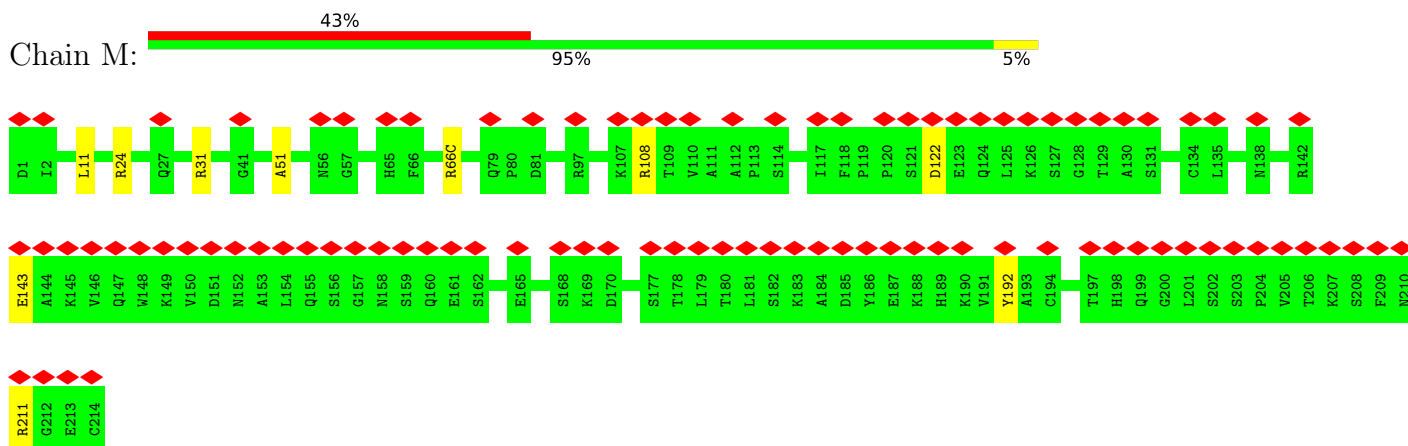 43%
Chain M:
95% 5%
D1 I2 L11 R24 Q27 R31 G41 A51 N56 G57 H65 F66 R66C Q79 P80 D81 R97 K107 R108 T109 V110 A111 A112 P113 S114 I117 F118 P119 P120 S121 D122 E123 Q124 L125 K126 S127 G128 T129 A130 S131 C134 L135 N138 R142
E143 A144 K145 V146 Q147 W148 K149 V150 D151 N152 A153 L154 Q155 S156 G157 N158 S159 Q160 E161 S162 E165 S168 K169 D170 S177 T178 L179 T180 L181 S182 K183 A184 D185 Y186 E187 K188 H189 K190 V191 Y192 A193 C194 T197 H198 Q199 G200 L201 S202 S203 P204 V205 T206 K207 S208 F209 N210
R211 G212 E213 C214